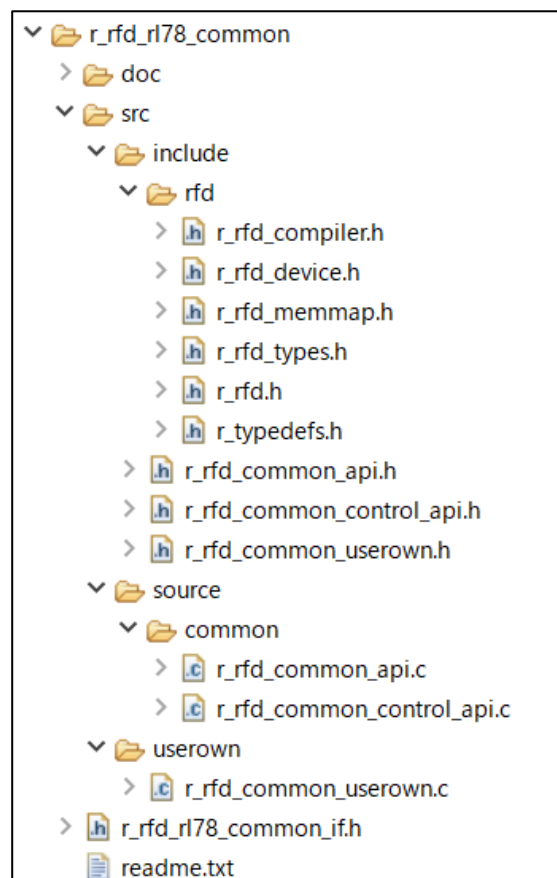 r_rfd_rl78_common
doc
src
include
rfd
r_rfd_compiler.h
r_rfd_device.h
r_rfd_memmap.h
r_rfd_types.h
r_rfd.h
r_typedefs.h
r_rfd_common_api.h
r_rfd_common_control_api.h
r_rfd_common_userown.h
source
common
r_rfd_common_api.c
r_rfd_common_control_api.c
userown
r_rfd_common_userown.c
r_rfd_rl78_common_if.h
readme.txt